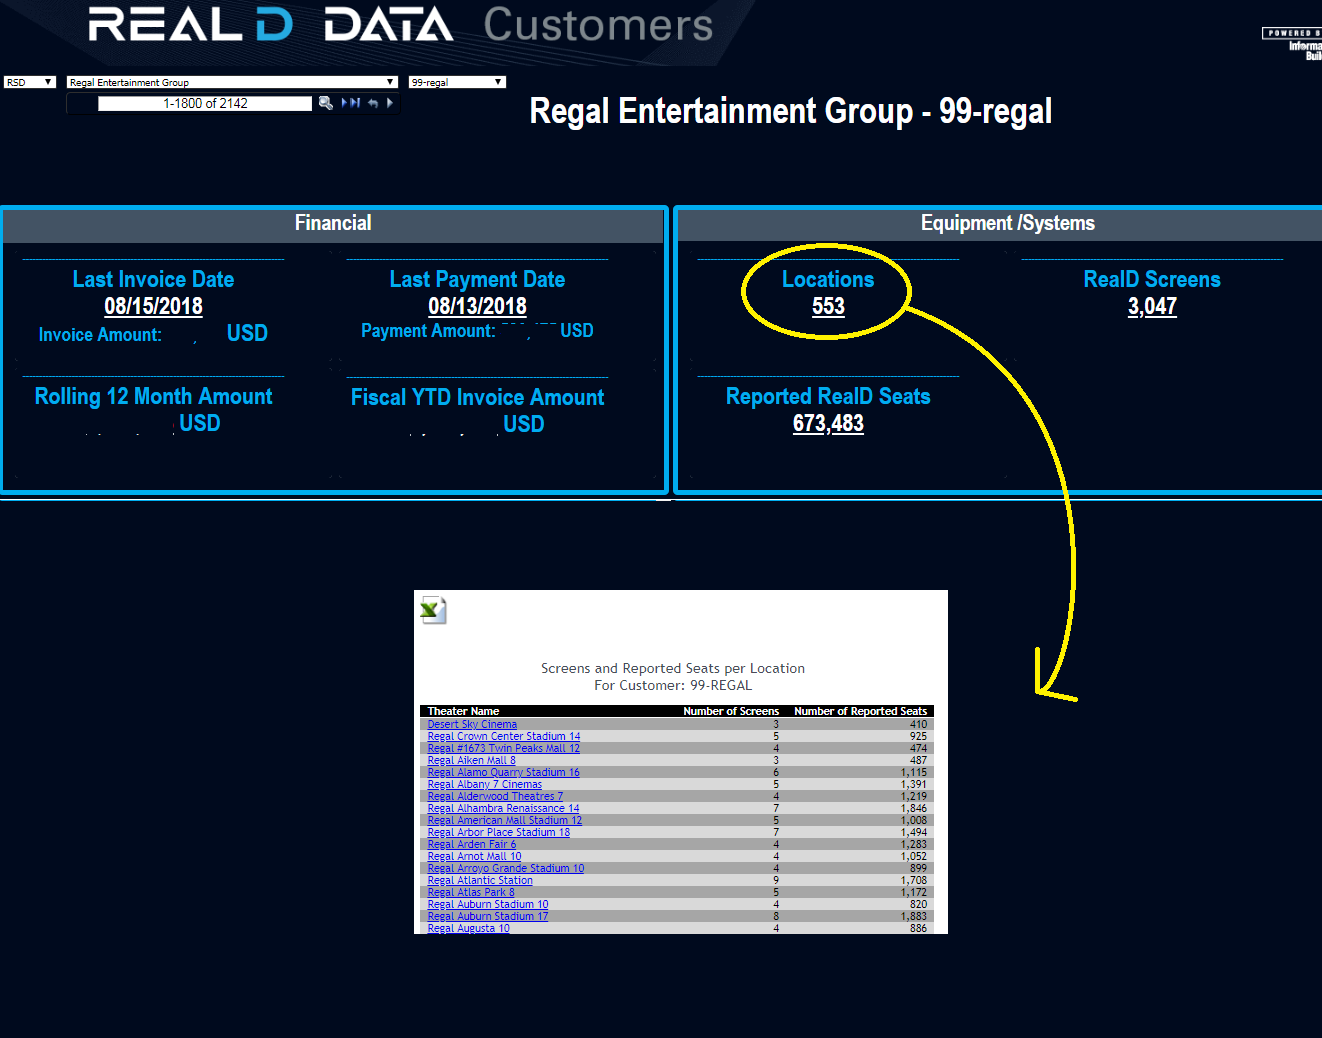 REAL D DATA Customers
POWERED B
Informa
Buil
RSD
Regal Entertainment Group
99-regal
1-1800 of 2142
Regal Entertainment Group - 99-regal
Financial
Last Invoice Date
08/15/2018
Invoice Amount: , USD
Last Payment Date
08/13/2018
Payment Amount: , USD
Rolling 12 Month Amount
USD
Fiscal YTD Invoice Amount
USD
Equipment /Systems
Locations
553
RealD Screens
3,047
Reported RealD Seats
673,483
Screens and Reported Seats per Location
For Customer: 99-REGAL
Theater Name Number of Screens Number of Reported Seats
Desert Sky Cinema 3 410
Regal Crown Center Stadium 14 5 925
Regal #1673 Twin Peaks Mall 12 4 474
Regal Aiken Mall 8 3 487
Regal Alamo Quarry Stadium 16 6 1,115
Regal Albany 7 Cinemas 5 1,391
Regal Alderwood Theatres 7 4 1,219
Regal Alhambra Renaissance 14 7 1,846
Regal American Mall Stadium 12 5 1,008
Regal Arbor Place Stadium 18 7 1,494
Regal Arden Fair 6 4 1,283
Regal Arnot Mall 10 4 1,052
Regal Arroyo Grande Stadium 10 4 899
Regal Atlantic Station 9 1,708
Regal Atlas Park 8 5 1,172
Regal Auburn Stadium 10 4 820
Regal Auburn Stadium 17 8 1,883
Regal Augusta 10 4 886